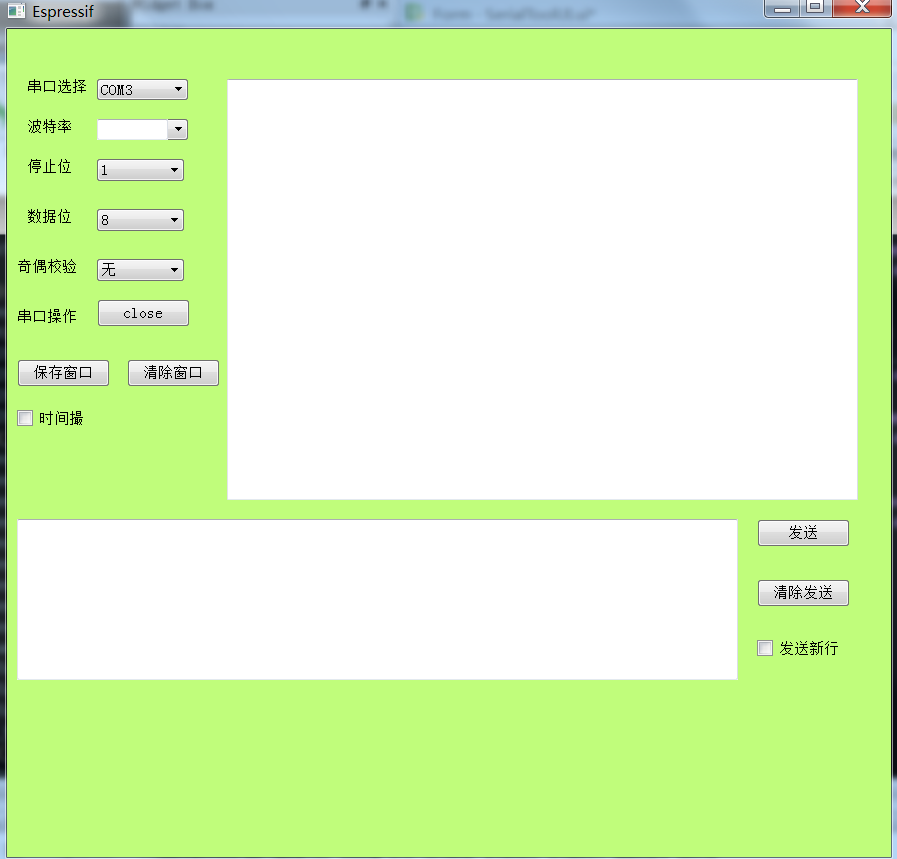 Espressif
串口选择 COM3
波特率
停止位 1
数据位 8
奇偶校验 无
串口操作 close
保存窗口 清除窗口
时间撮
发送
清除发送
发送新行